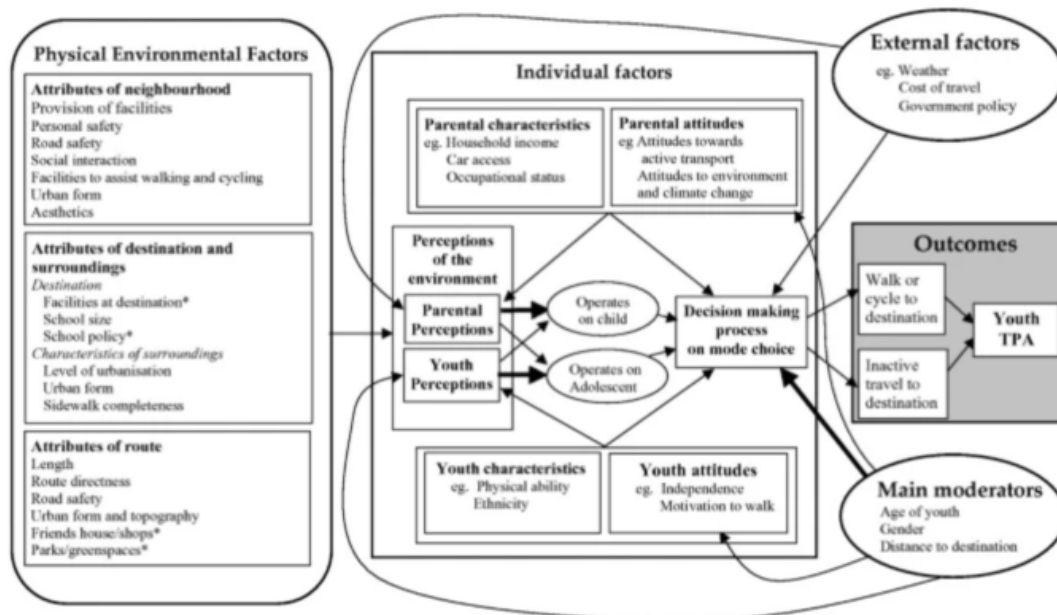 Physical Environmental Factors
Attributes of neighbourhood
Provision of facilities
Personal safety
Road safety
Social interaction
Facilities to assist walking and cycling
Urban form
Aesthetics
Attributes of destination and
surroundings
Destination
Facilities at destination*
School size
School policy*
Characteristics of surroundings
Level of urbanisation
Urban form
Sidewalk completeness
Attributes of route
Length
Route directness
Road safety
Urban form and topography
Friends house/shops*
Parks/greenspaces*
Individual factors
Parental characteristics
eg. Household income
Car access
Occupational status
Parental attitudes
eg Attitudes towards
active transport
Attitudes to environment
and climate change
Perceptions
of the
environment
Parental
Perceptions
Youth
Perceptions
Operates
on child
Operates on
Adolescent
Decision making
process
on mode choice
Youth characteristics
eg. Physical ability
Ethnicity
Youth attitudes
eg. Independence
Motivation to walk
External factors
eg. Weather
Cost of travel
Government policy
Outcomes
Walk or
cycle to
destination
Inactive
travel to
destination
Youth
TPA
Main moderators
Age of youth
Gender
Distance to destination